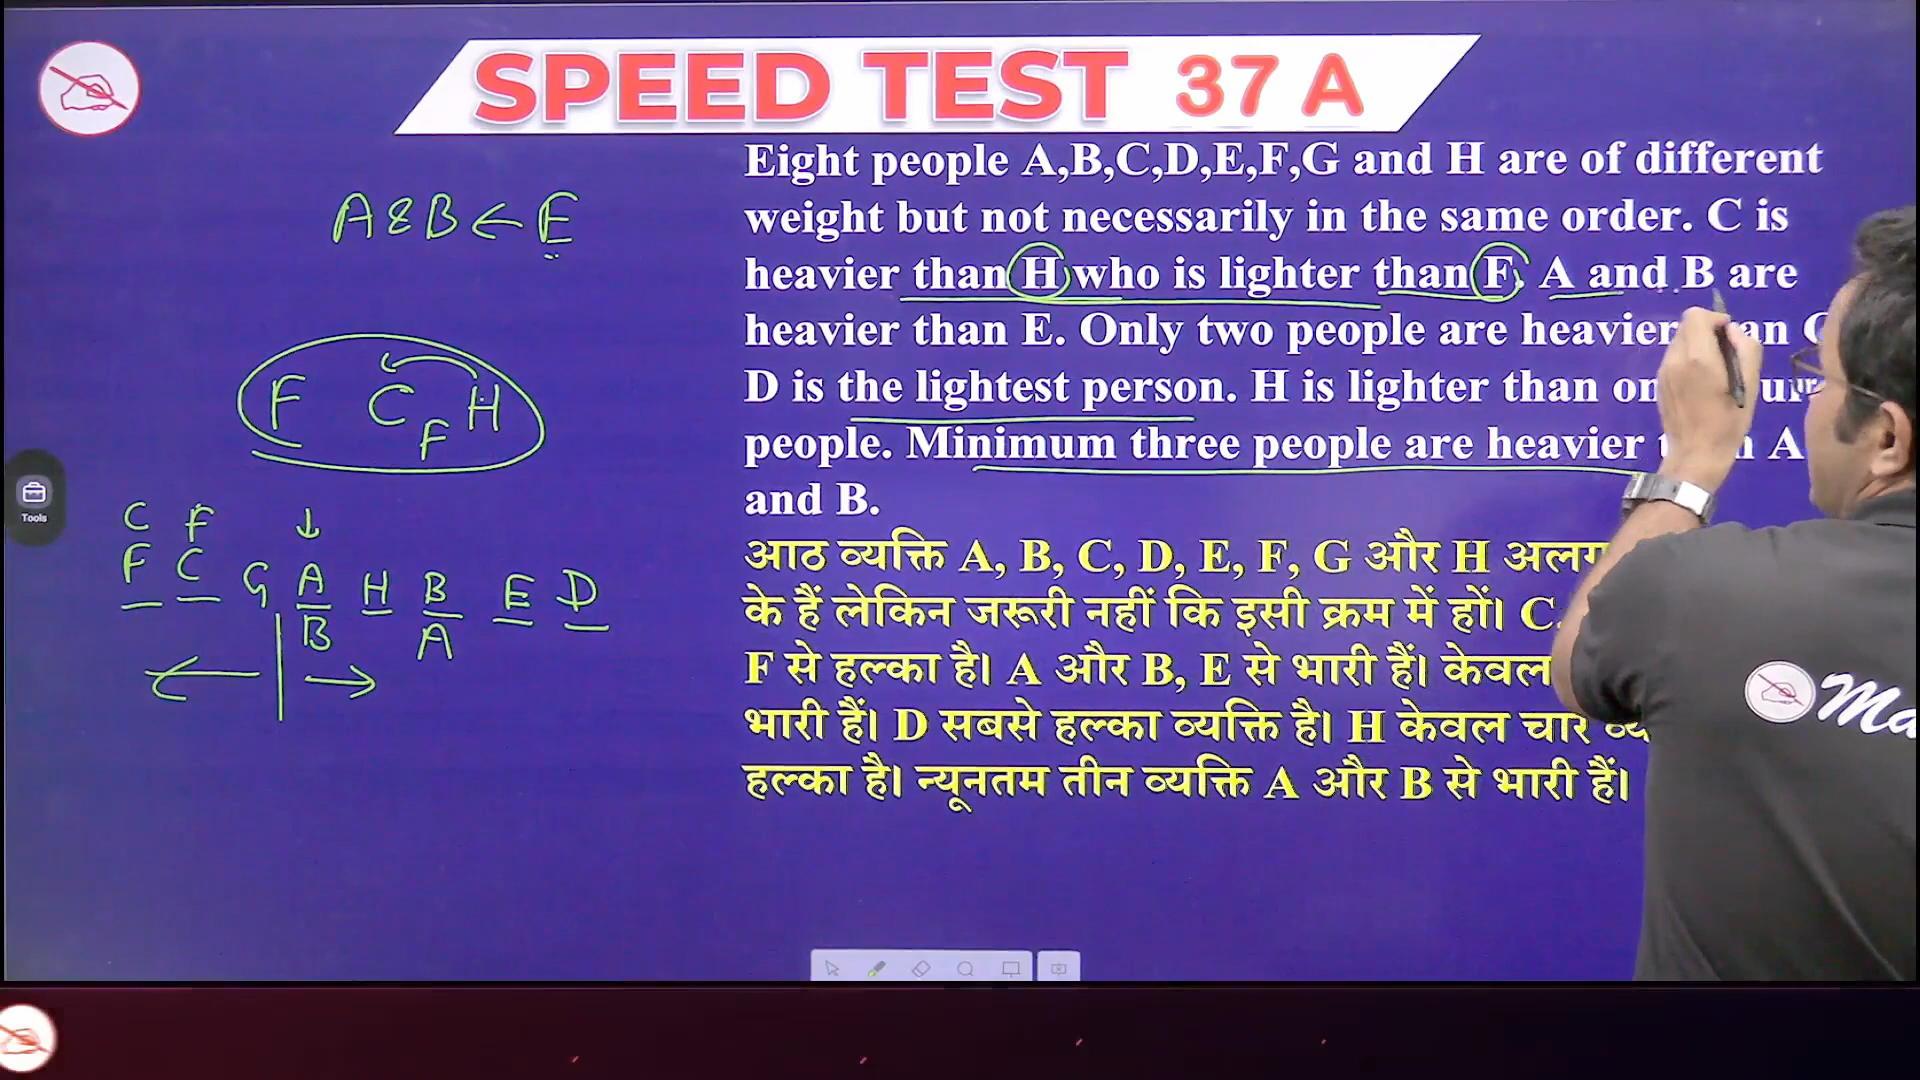 SPEED TEST 37 A
Eight people A,B,C,D,E,F,G and H are of different
weight but not necessarily in the same order. C is
heavier than H who is lighter than F. A and B are
heavier than E. Only two people are heavier
D is the lightest person. H is lighter than
people. Minimum three people are heavier A
and B.
आठ व्यक्ति A, B, C, D, E, F, G और H
के हैं लेकिन जरूरी नहीं कि इसी क्रम में हों। C
F से हल्का है। A और B, E से भारी हैं। केवल
भारी हैं। D सबसे हल्का व्यक्ति है। H केवल चार
हल्का है। न्यूनतम तीन व्यक्ति A और B से भारी हैं।
A & B ← E
F C H
F
C F
F C G A H B E D
B A
Tools